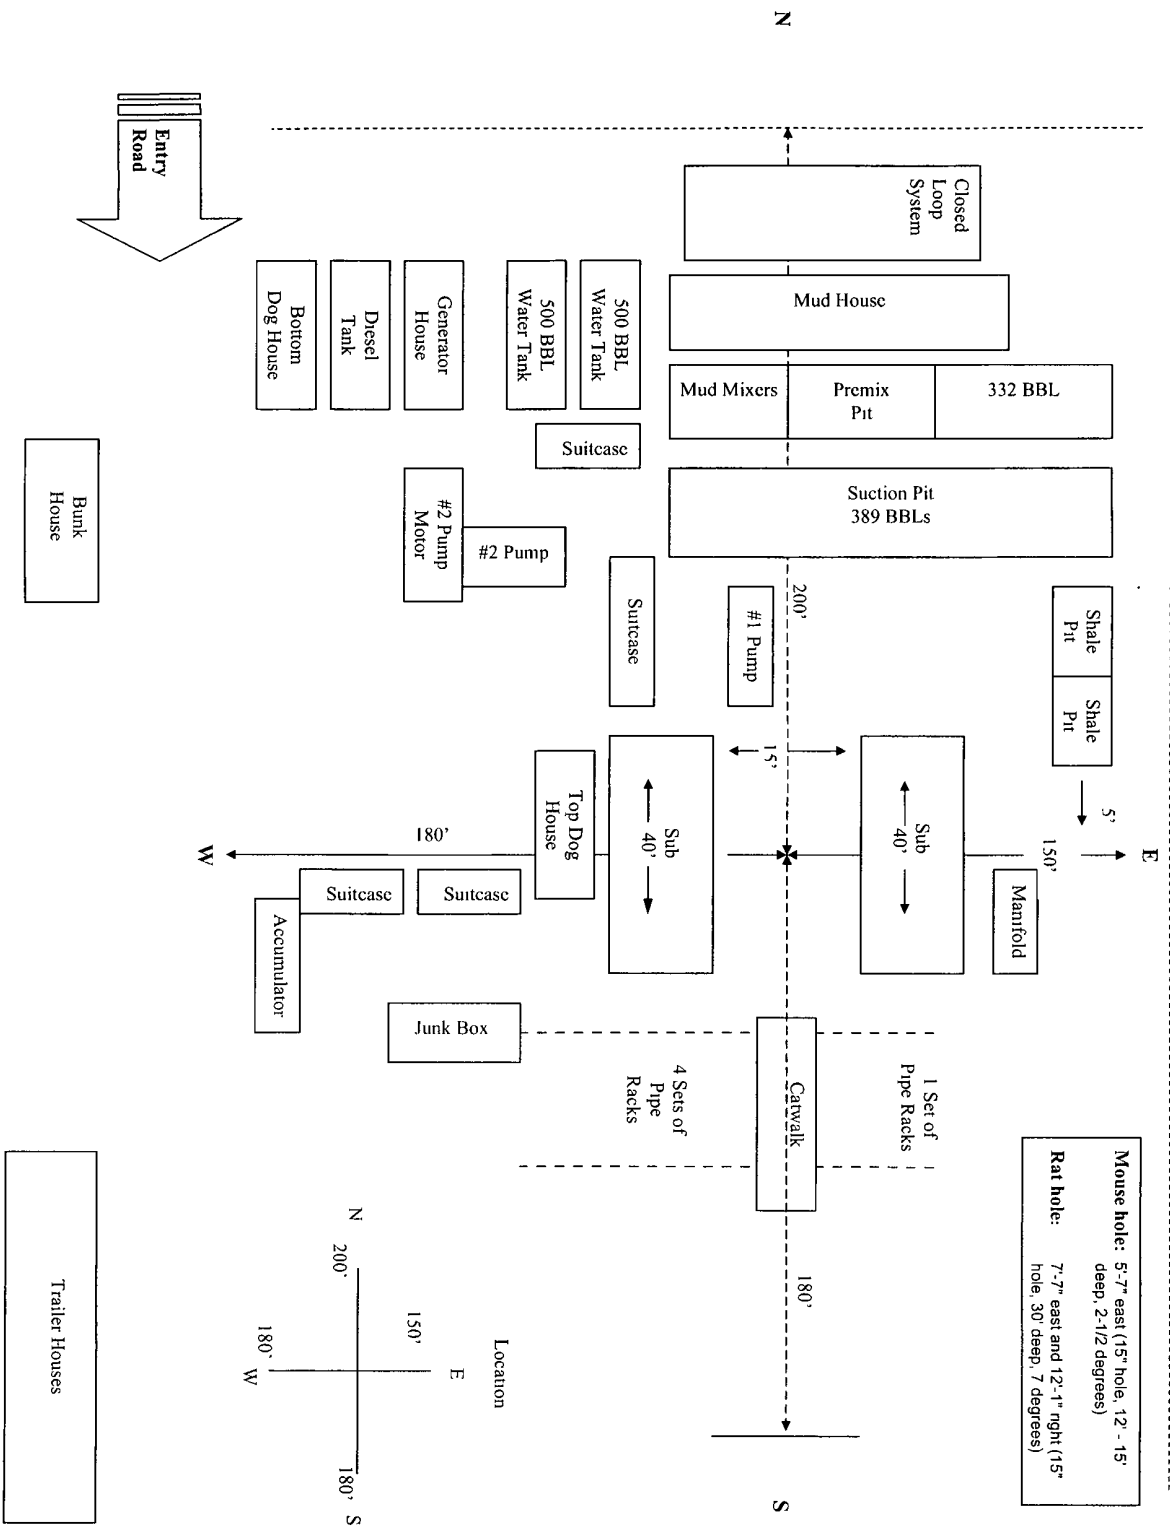 N
Entry
Road
Closed
Loop
System
Mud House
Mud Mixers
Premix
Pit
332 BBL
Suction Pit
389 BBLs
500 BBL
Water Tank
500 BBL
Water Tank
Generator
House
Diesel
Tank
Bottom
Dog House
Suitcase
Bunk
House
#2 Pump
Motor
#2 Pump
Suitcase
#1 Pump
200'
Shale
Pit
Shale
Pit
5'
E
150'
15'
Sub
40'
Sub
40'
Manifold
Top Dog
House
180'
W
Suitcase
Suitcase
Accumulator
Junk Box
4 Sets of
Pipe
Racks
Catwalk
1 Set of
Pipe Racks
Mouse hole: 5'-7" east (15" hole, 12' - 15'
deep, 2-1/2 degrees)
Rat hole: 7'-7" east and 12'-1" right (15"
hole, 30' deep, 7 degrees)
180'
S
Location
N
200'
150'
E
180'
W
180'
S
Trailer Houses